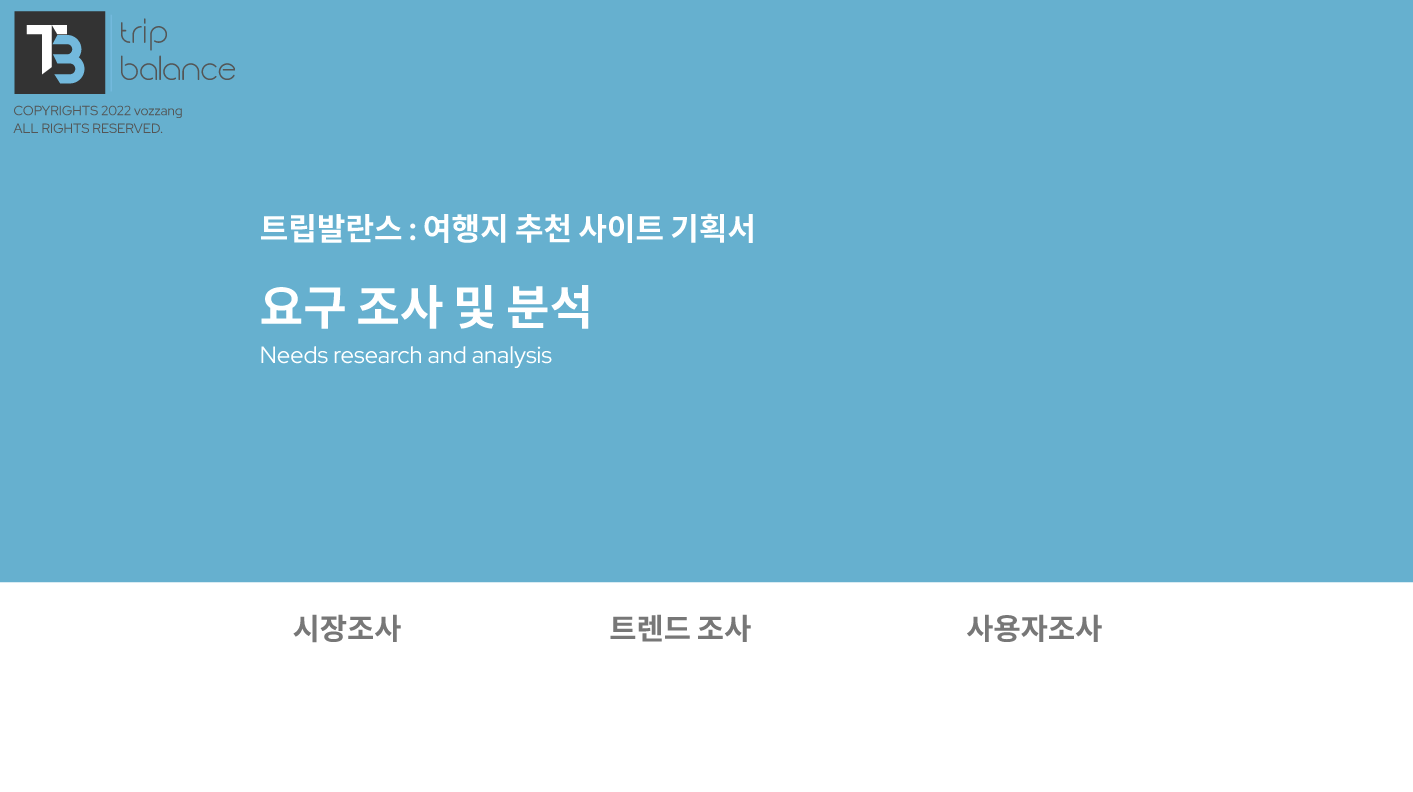 TB
trip
balance
COPYRIGHTS 2022 vozzang
ALL RIGHTS RESERVED.
트립발란스 : 여행지 추천 사이트 기획서
요구 조사 및 분석
Needs research and analysis
시장조사
트렌드 조사
사용자조사